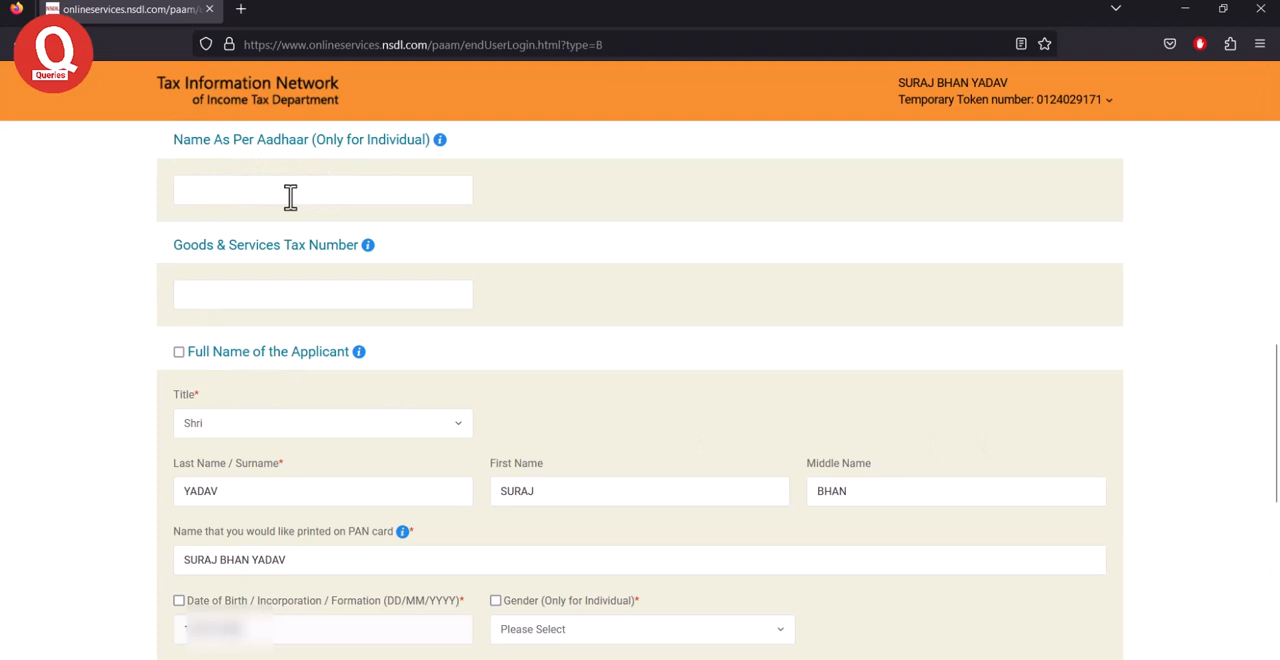 NSDL onlineservices.nsdl.com/paam/
Q
Queries
https://www.onlineservices.nsdl.com/paam/endUserLogin.html?type=B
Tax Information Network
of Income Tax Department
SURAJ BHAN YADAV
Temporary Token number: 0124029171
Name As Per Aadhaar (Only for Individual)
Goods & Services Tax Number
Full Name of the Applicant
Title*
Shri
Last Name / Surname* First Name Middle Name
YADAV SURAJ BHAN
Name that you would like printed on PAN card *
SURAJ BHAN YADAV
Date of Birth / Incorporation / Formation (DD/MM/YYYY)* Gender (Only for Individual)*
Please Select